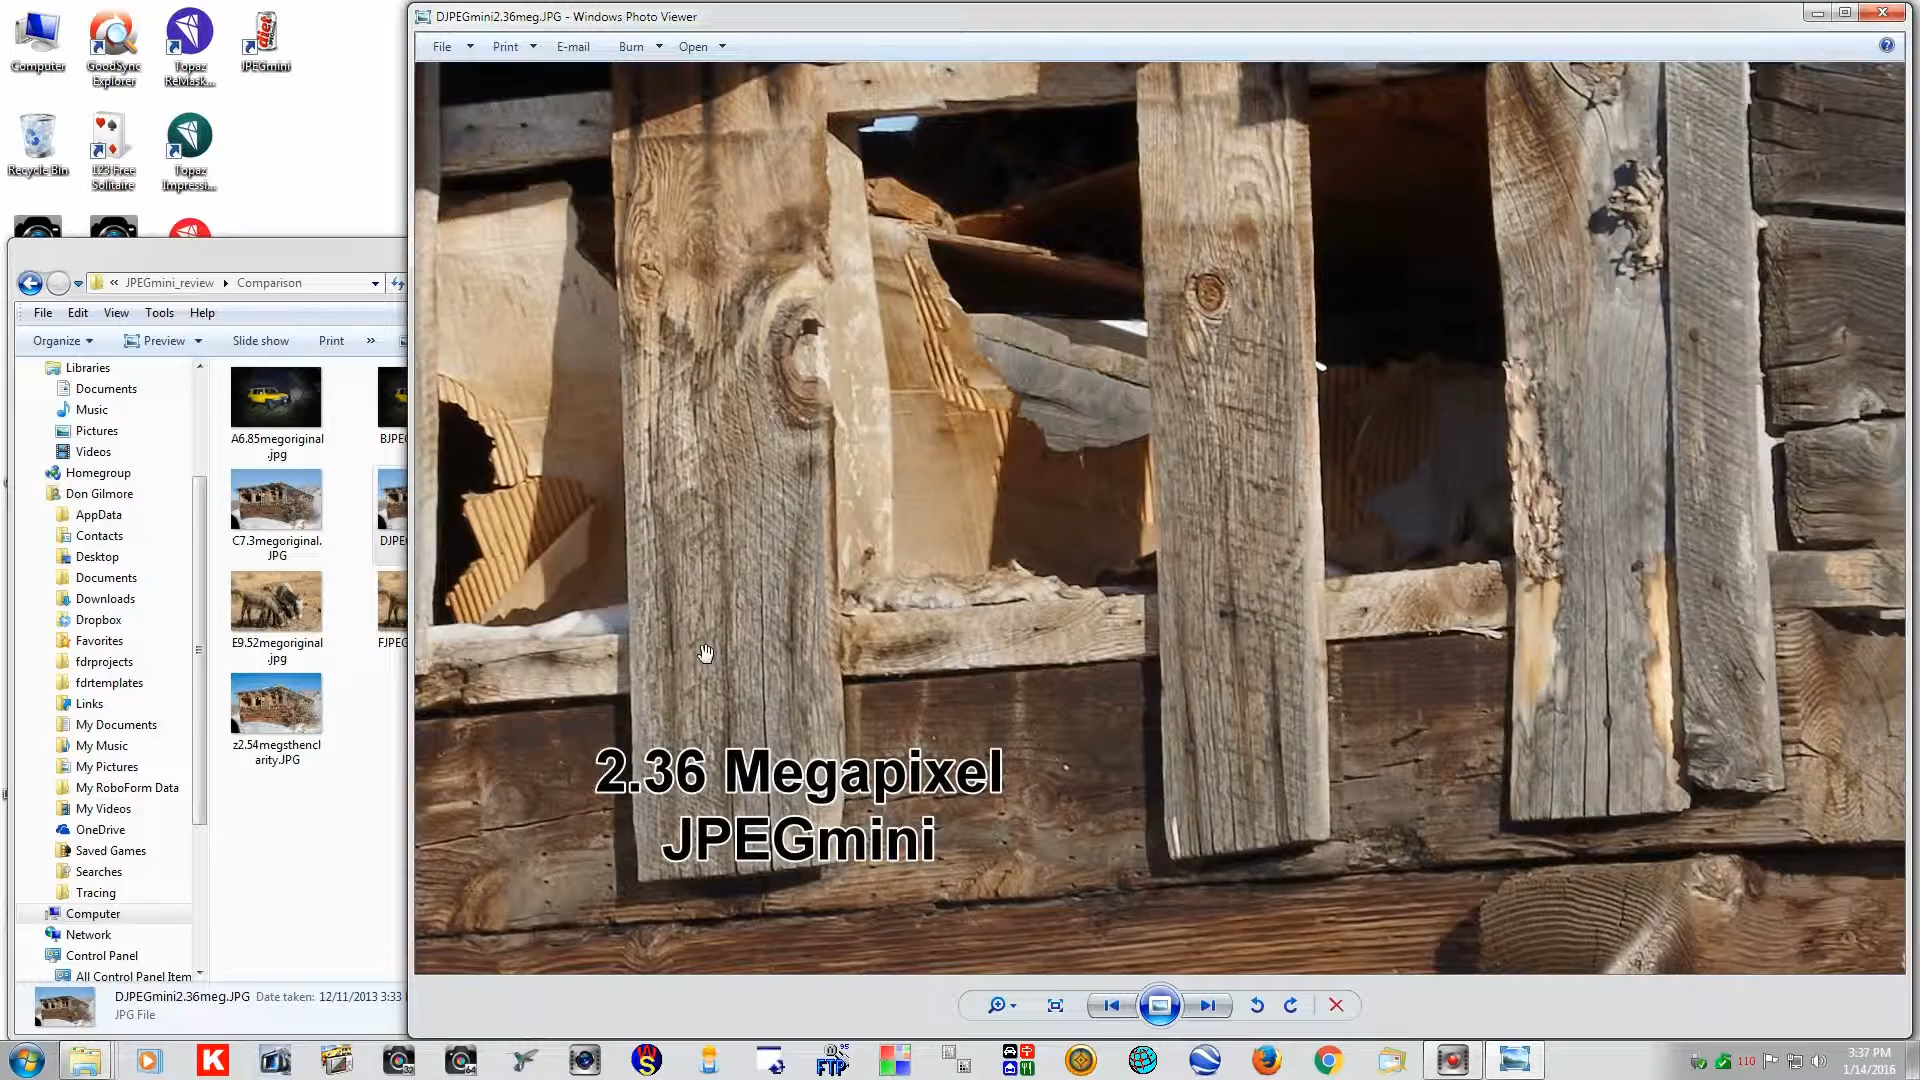 DJPEGmini2.36meg.JPG - Windows Photo Viewer
File Print E-mail Burn Open
Computer
GoodSync Explorer
Topaz ReMask...
JPEGmini
Recycle Bin
123 Free Solitaire
Topaz Impressi...
« JPEGmini_review Comparison
File Edit View Tools Help
Organize Preview Slide show Print »
Libraries
Documents
Music
Pictures
Videos
Homegroup
Don Gilmore
AppData
Contacts
Desktop
Documents
Downloads
Dropbox
Favorites
fdrprojects
fdrtemplates
Links
My Documents
My Music
My Pictures
My RoboForm Data
My Videos
OneDrive
Saved Games
Searches
Tracing
Computer
Network
Control Panel
All Control Panel Item
A6.85megoriginal
.jpg
BJPE
C7.3megoriginal.
JPG
DJPE
E9.52megoriginal
.jpg
FJPE
z2.54megsthencl
arity.JPG
DJPEGmini2.36meg.JPG Date taken: 12/11/2013 3:33
JPG File
2.36 Megapixel
JPEGmini
FTP
110
3:37 PM
1/14/2016